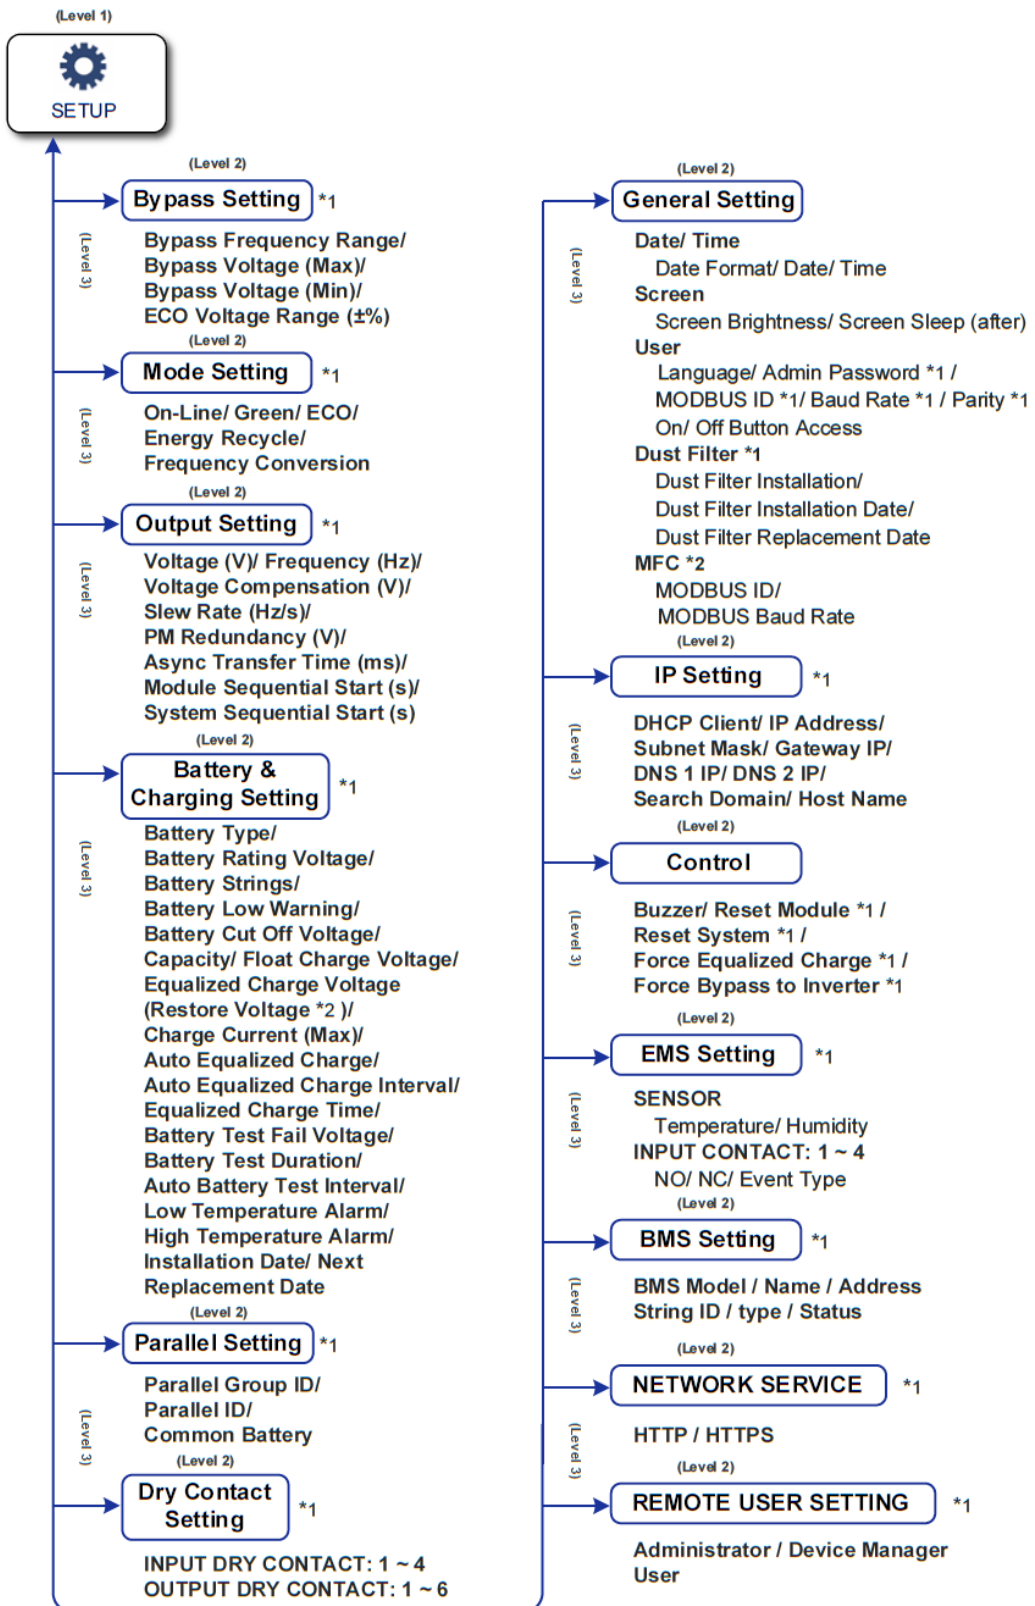 (Level 1)
SETUP
(Level 2)
Bypass Setting *1
(Level 3)
Bypass Frequency Range/
Bypass Voltage (Max)/
Bypass Voltage (Min)/
ECO Voltage Range (±%)
(Level 2)
Mode Setting *1
(Level 3)
On-Line/ Green/ ECO/
Energy Recycle/
Frequency Conversion
(Level 2)
Output Setting *1
(Level 3)
Voltage (V)/ Frequency (Hz)/
Voltage Compensation (V)/
Slew Rate (Hz/s)/
PM Redundancy (V)/
Async Transfer Time (ms)/
Module Sequential Start (s)/
System Sequential Start (s)
(Level 2)
Battery &
Charging Setting *1
(Level 3)
Battery Type/
Battery Rating Voltage/
Battery Strings/
Battery Low Warning/
Battery Cut Off Voltage/
Capacity/ Float Charge Voltage/
Equalized Charge Voltage
(Restore Voltage *2 )/
Charge Current (Max)/
Auto Equalized Charge/
Auto Equalized Charge Interval/
Equalized Charge Time/
Battery Test Fail Voltage/
Battery Test Duration/
Auto Battery Test Interval/
Low Temperature Alarm/
High Temperature Alarm/
Installation Date/ Next
Replacement Date
(Level 2)
Parallel Setting *1
(Level 3)
Parallel Group ID/
Parallel ID/
Common Battery
(Level 2)
Dry Contact
Setting *1
INPUT DRY CONTACT: 1 ~ 4
OUTPUT DRY CONTACT: 1 ~ 6
(Level 2)
General Setting
(Level 3)
Date/ Time
Date Format/ Date/ Time
Screen
Screen Brightness/ Screen Sleep (after)
User
Language/ Admin Password *1 /
MODBUS ID *1/ Baud Rate *1 / Parity *1
On/ Off Button Access
Dust Filter *1
Dust Filter Installation/
Dust Filter Installation Date/
Dust Filter Replacement Date
MFC *2
MODBUS ID/
MODBUS Baud Rate
(Level 2)
IP Setting *1
(Level 3)
DHCP Client/ IP Address/
Subnet Mask/ Gateway IP/
DNS 1 IP/ DNS 2 IP/
Search Domain/ Host Name
(Level 2)
Control
(Level 3)
Buzzer/ Reset Module *1 /
Reset System *1 /
Force Equalized Charge *1 /
Force Bypass to Inverter *1
(Level 2)
EMS Setting *1
(Level 3)
SENSOR
Temperature/ Humidity
INPUT CONTACT: 1 ~ 4
NO/ NC/ Event Type
(Level 2)
BMS Setting *1
(Level 3)
BMS Model / Name / Address
String ID / type / Status
(Level 2)
NETWORK SERVICE *1
(Level 3)
HTTP / HTTPS
(Level 2)
REMOTE USER SETTING *1
Administrator / Device Manager
User